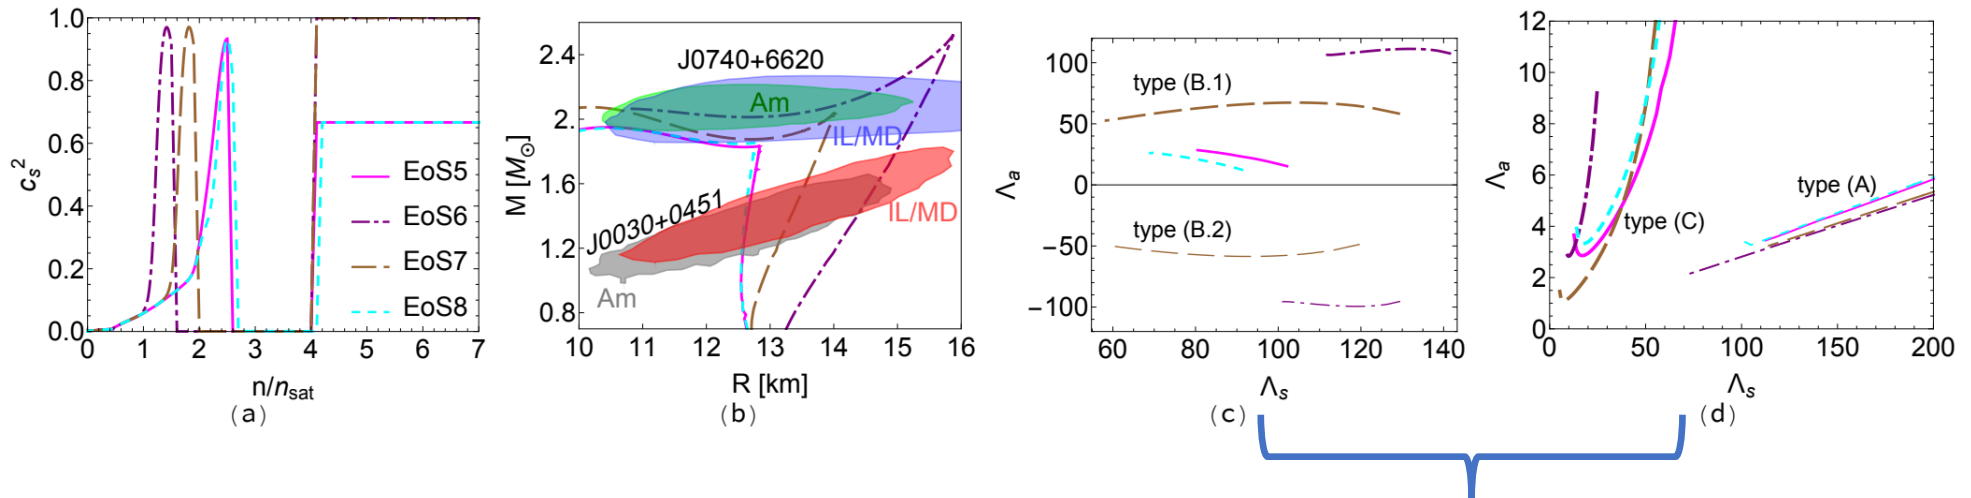 1.0
0.8
0.6
0.4
0.2
0.0
c_s^2
EoS5
EoS6
EoS7
EoS8
0 1 2 3 4 5 6 7
n/n_sat
(a)
M [M_⊙]
2.4
2
1.6
1.2
0.8
J0740+6620
Am
IL/MD
J0030+0451
IL/MD
Am
10 11 12 13 14 15 16
R [km]
(b)
Λ_a
100
50
0
−50
−100
type (B.1)
type (B.2)
60 80 100 120 140
Λ_s
(c)
Λ_a
12
10
8
6
4
2
0
type (A)
type (C)
0 50 100 150 200
Λ_s
(d)